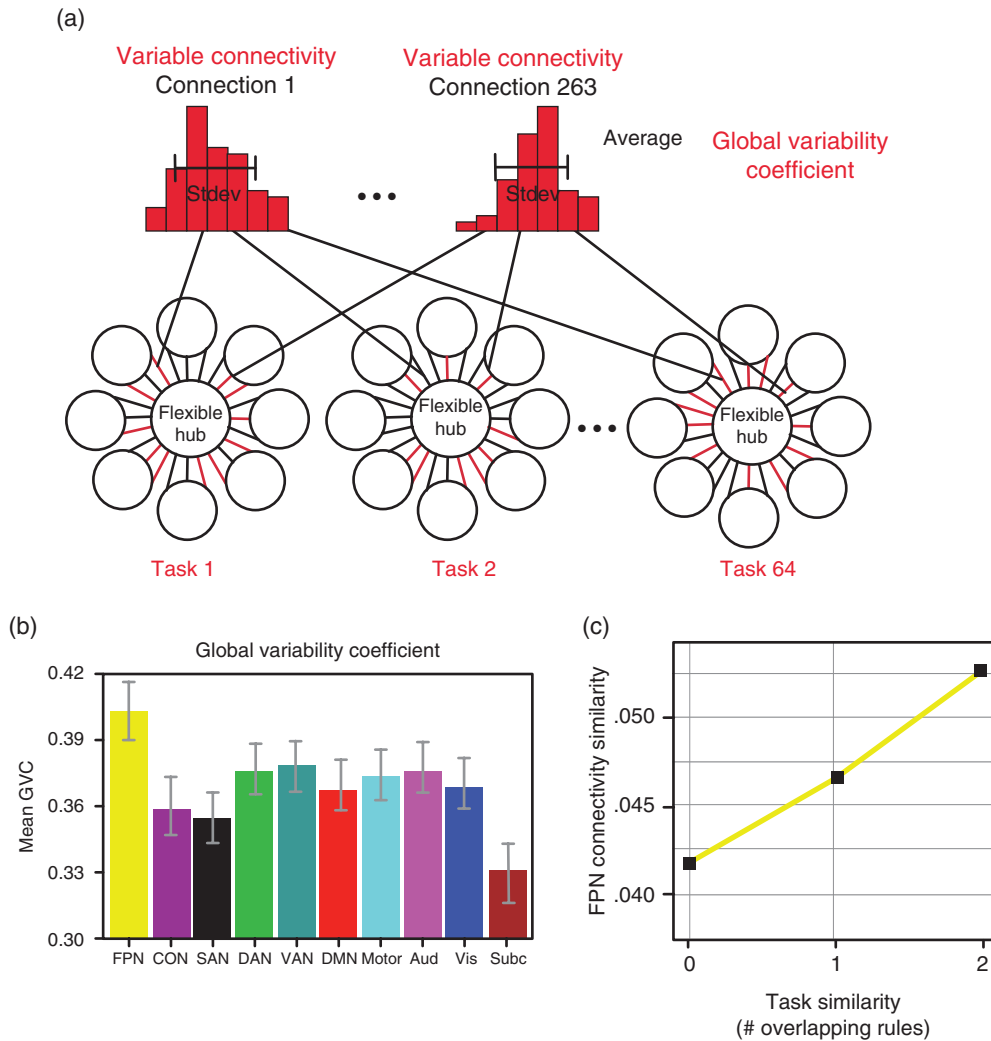 (a)
Variable connectivity
Connection 1
Variable connectivity
Connection 263
Average
Global variability
coefficient
Stdev
Stdev
Flexible
hub
Flexible
hub
Flexible
hub
Task 1
Task 2
Task 64
(b)
Global variability coefficient
Mean GVC
0.42
0.39
0.36
0.33
0.30
FPN CON SAN DAN VAN DMN Motor Aud Vis Subc
(c)
FPN connectivity similarity
.050
.045
.040
0 1 2
Task similarity
(# overlapping rules)